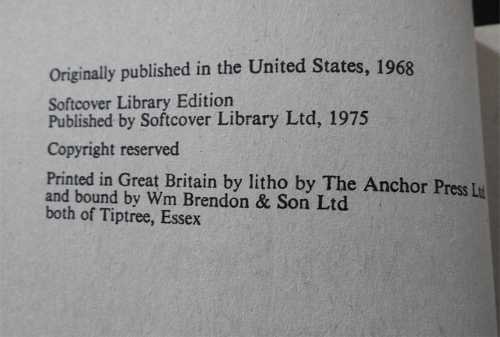 Originally published in the United States, 1968
Softcover Library Edition
Published by Softcover Library Ltd, 1975
Copyright reserved
Printed in Great Britain by litho by The Anchor Press Ltd
and bound by Wm Brendon & Son Ltd
both of Tiptree, Essex